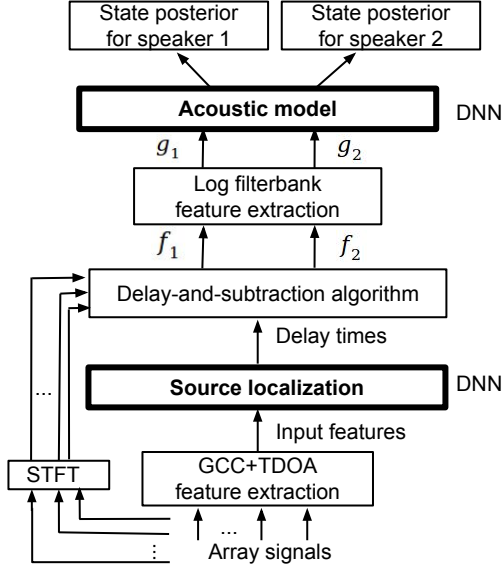 State posterior
for speaker 1
State posterior
for speaker 2
Acoustic model
DNN
g1
g2
Log filterbank
feature extraction
f1
f2
Delay-and-subtraction algorithm
Delay times
Source localization
DNN
...
Input features
STFT
GCC+TDOA
feature extraction
...
...
Array signals